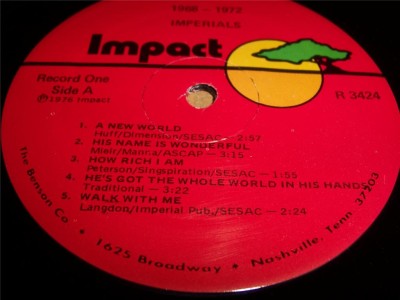 1968 - 1972
IMPERIALS
Impact
Record One
Side A
℗1976 Impact
R 3424
1. A NEW WORLD
Huff/Dimension/SESAC - 2:57
2. HIS NAME IS WONDERFUL
Mieir/Manna/ASCAP - 3:15
3. HOW RICH I AM
Peterson/Singspiration/SESAC - 1:55
4. HE'S GOT THE WHOLE WORLD IN HIS HANDS
Traditional - 3:22
5. WALK WITH ME
Langdon/Imperial Pub./SESAC - 2:24
The Benson Co. • 1625 Broadway • Nashville, Tenn 37203